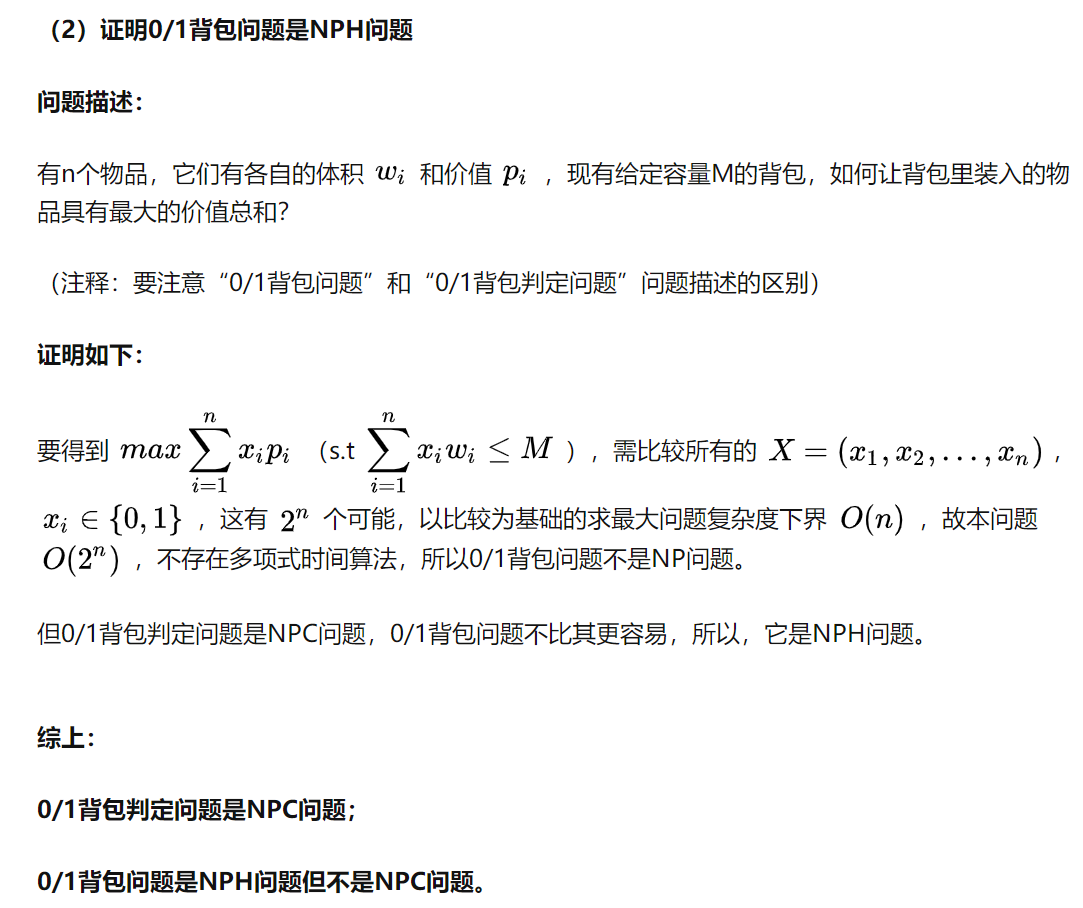 （2）证明0/1背包问题是NPH问题
问题描述：
有n个物品，它们有各自的体积 $w_i$ 和价值 $p_i$ ，现有给定容量M的背包，如何让背包里装入的物
品具有最大的价值总和？
（注释：要注意“0/1背包问题”和“0/1背包判定问题”问题描述的区别）
证明如下：
要得到 $max\sum_{i=1}^{n}x_ip_i$ （s.t $\sum_{i=1}^{n}x_iw_i \leq M$ ），需比较所有的 $X=(x_1,x_2,\ldots,x_n)$ ，
$x_i \in \{0,1\}$ ，这有 $2^n$ 个可能，以比较为基础的求最大问题复杂度下界 $O(n)$ ，故本问题
$O(2^n)$ ，不存在多项式时间算法，所以0/1背包问题不是NP问题。
但0/1背包判定问题是NPC问题，0/1背包问题不比其更容易，所以，它是NPH问题。
综上：
0/1背包判定问题是NPC问题；
0/1背包问题是NPH问题但不是NPC问题。